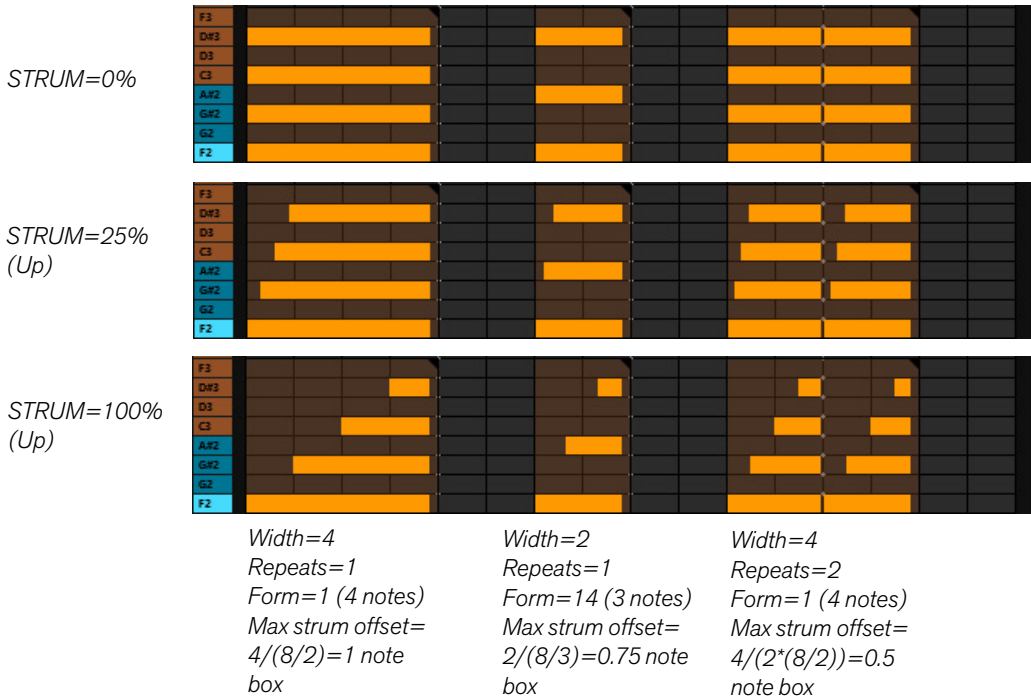 F3
D#3
D3
C3
A#2
G#2
G2
F2
STRUM=0%
F3
D#3
D3
C3
A#2
G#2
G2
F2
STRUM=25%
(Up)
F3
D#3
D3
C3
A#2
G#2
G2
F2
STRUM=100%
(Up)
Width=4
Repeats=1
Form=1 (4 notes)
Max strum offset=
4/(8/2)=1 note
box
Width=2
Repeats=1
Form=14 (3 notes)
Max strum offset=
2/(8/3)=0.75 note
box
Width=4
Repeats=2
Form=1 (4 notes)
Max strum offset=
4/(2*(8/2))=0.5
note box